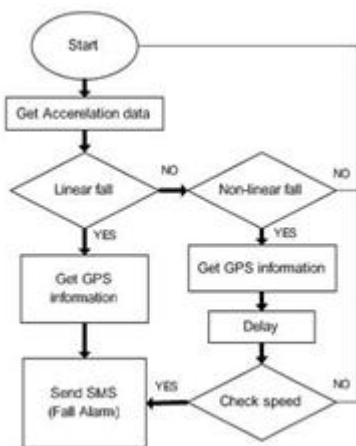 Start
Get Accerelation data
Linear fall
NO
Non-linear fall
NO
YES
YES
Get GPS
information
Get GPS information
Delay
Send SMS
(Fall Alarm)
YES
Check speed
NO